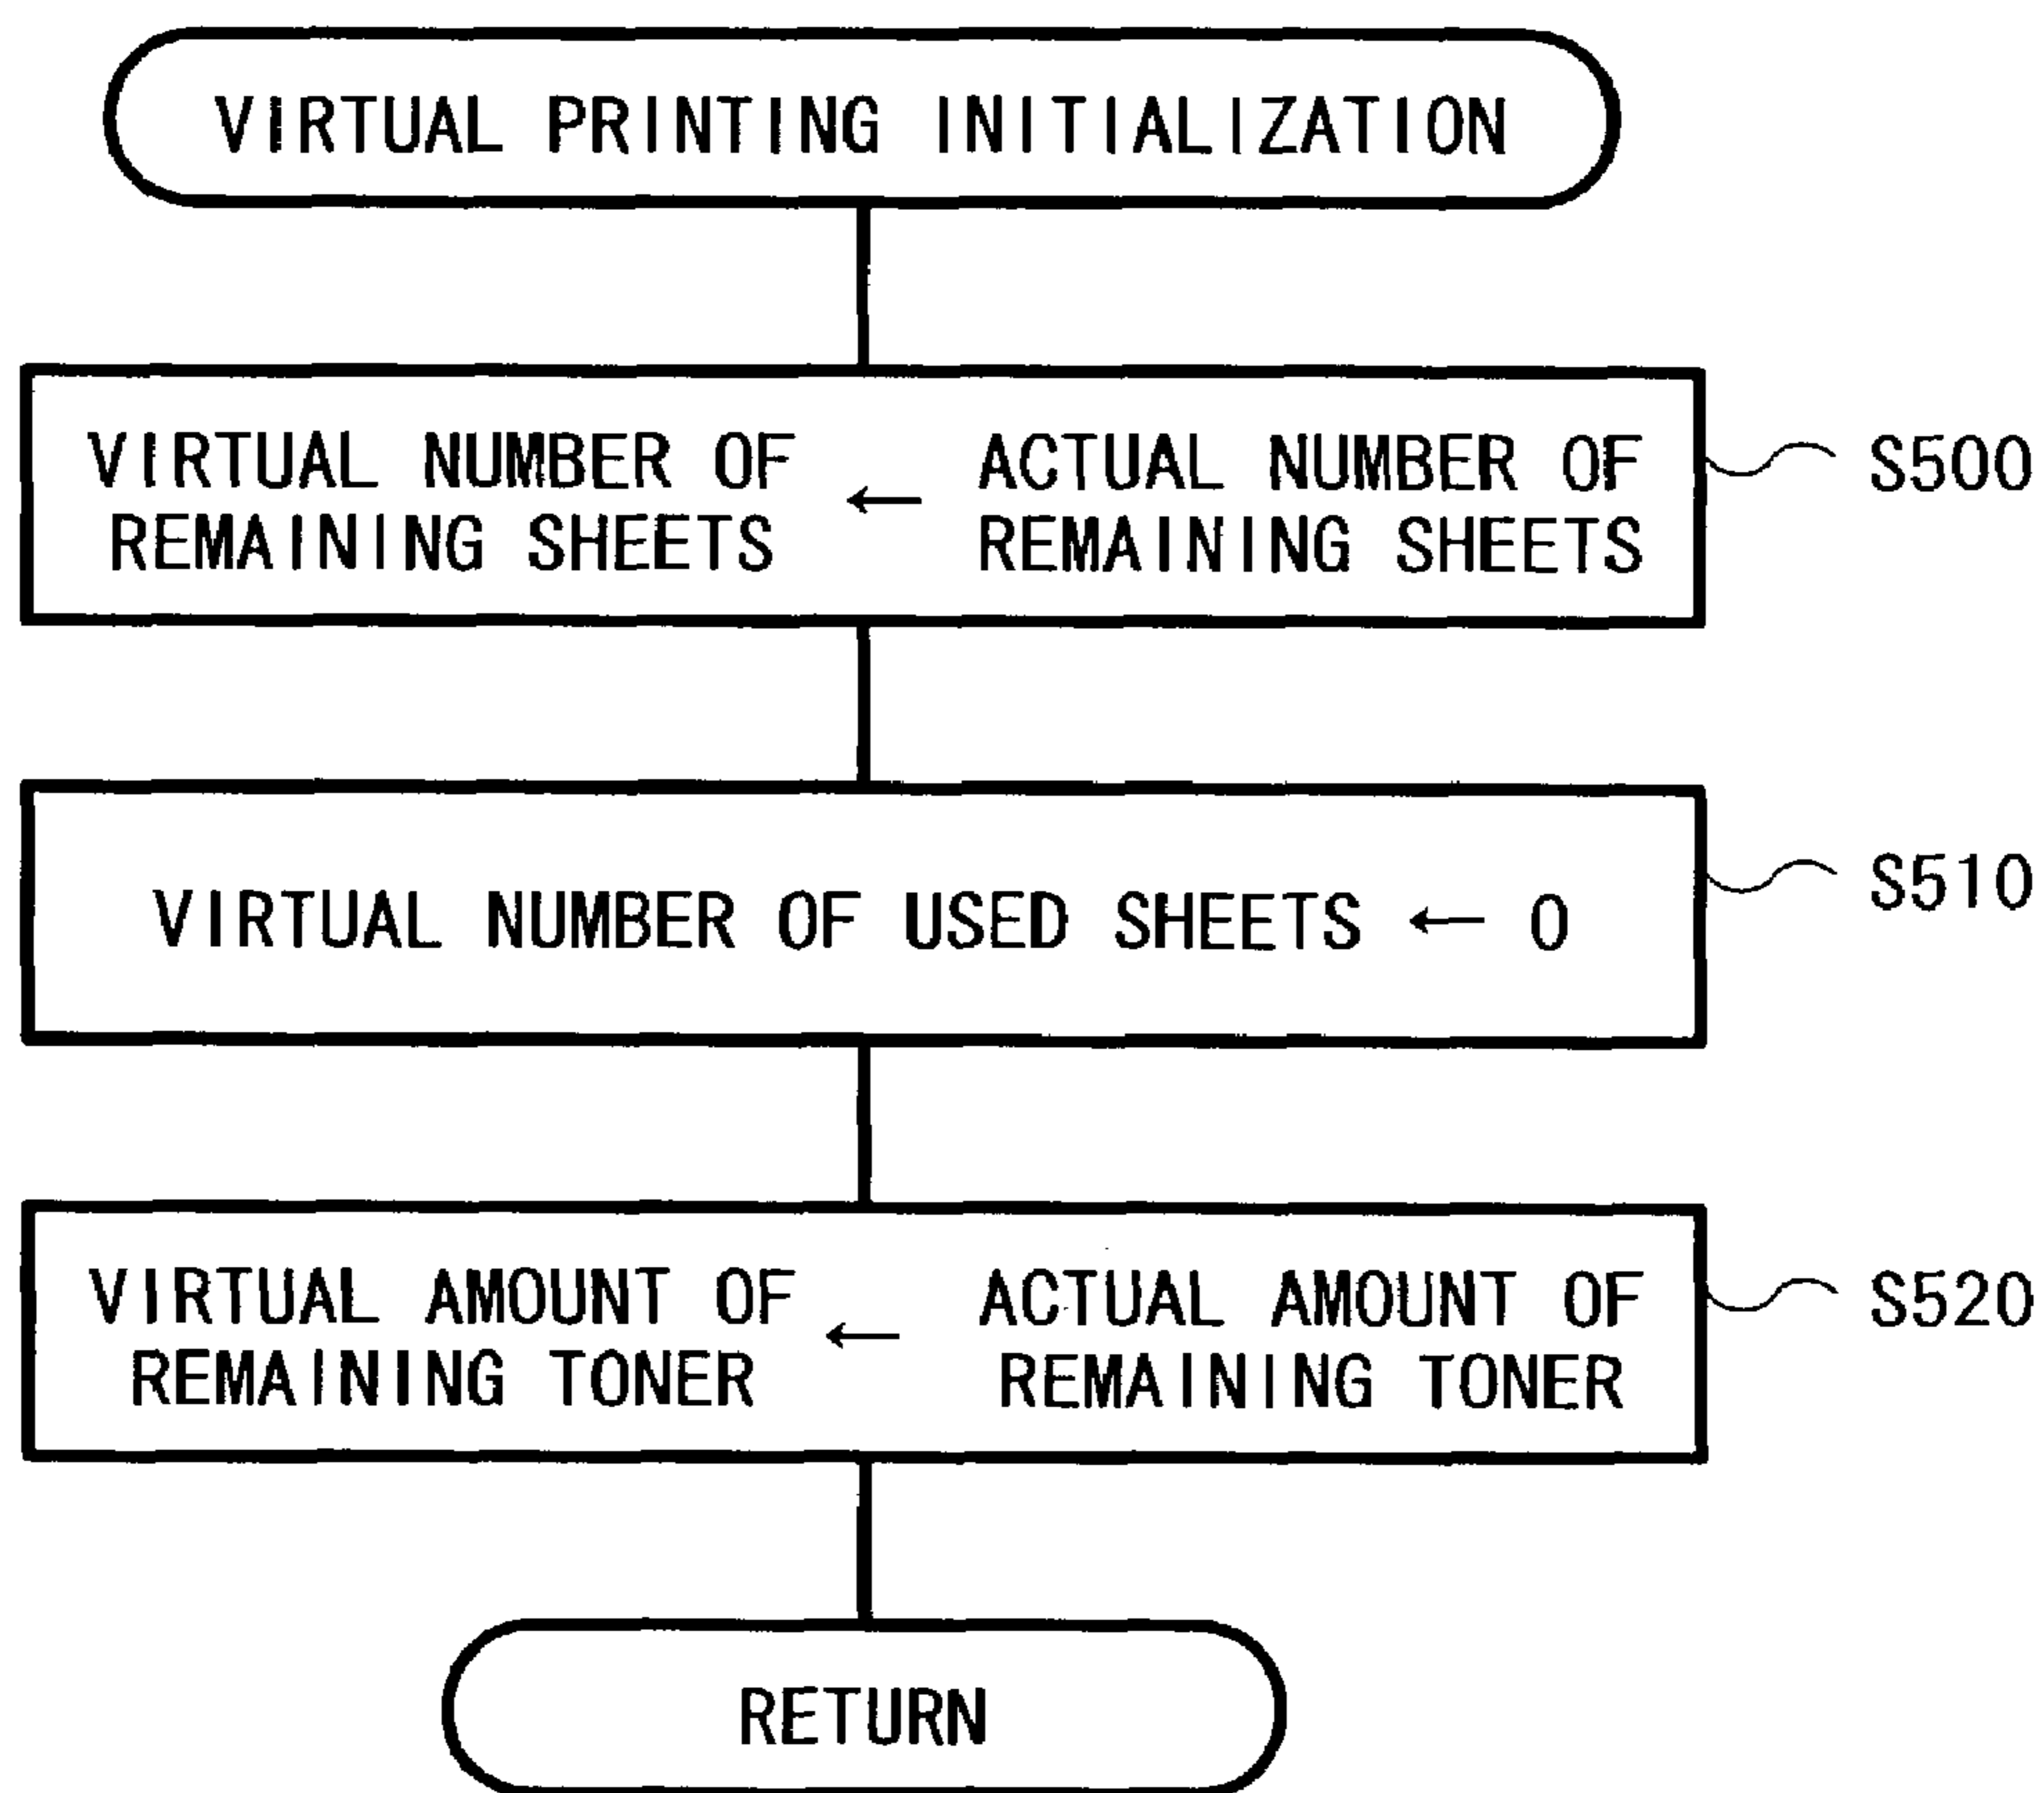 VIRTUAL PRINTING INITIALIZATION
VIRTUAL NUMBER OF
REMAINING SHEETS
←
ACTUAL NUMBER OF
REMAINING SHEETS
S500
VIRTUAL NUMBER OF USED SHEETS ← 0
S510
VIRTUAL AMOUNT OF
REMAINING TONER
←
ACTUAL AMOUNT OF
REMAINING TONER
S520
RETURN